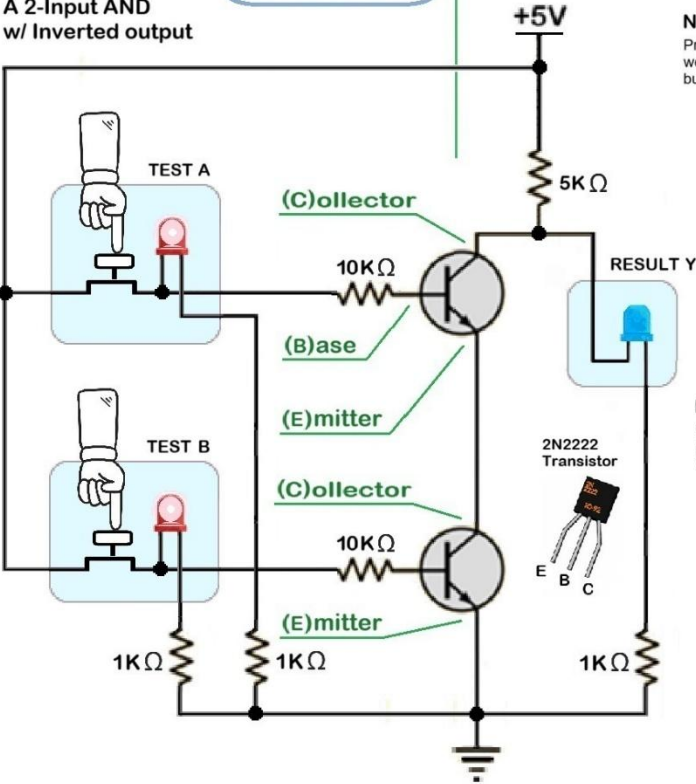 A 2-Input AND
w/ Inverted output
+5V
TEST A
5KΩ
(C)ollector
10KΩ
RESULT Y
(B)ase
(E)mitter
TEST B
2N2222
Transistor
(C)ollector
10KΩ
E
B
C
(E)mitter
1KΩ
1KΩ
1KΩ